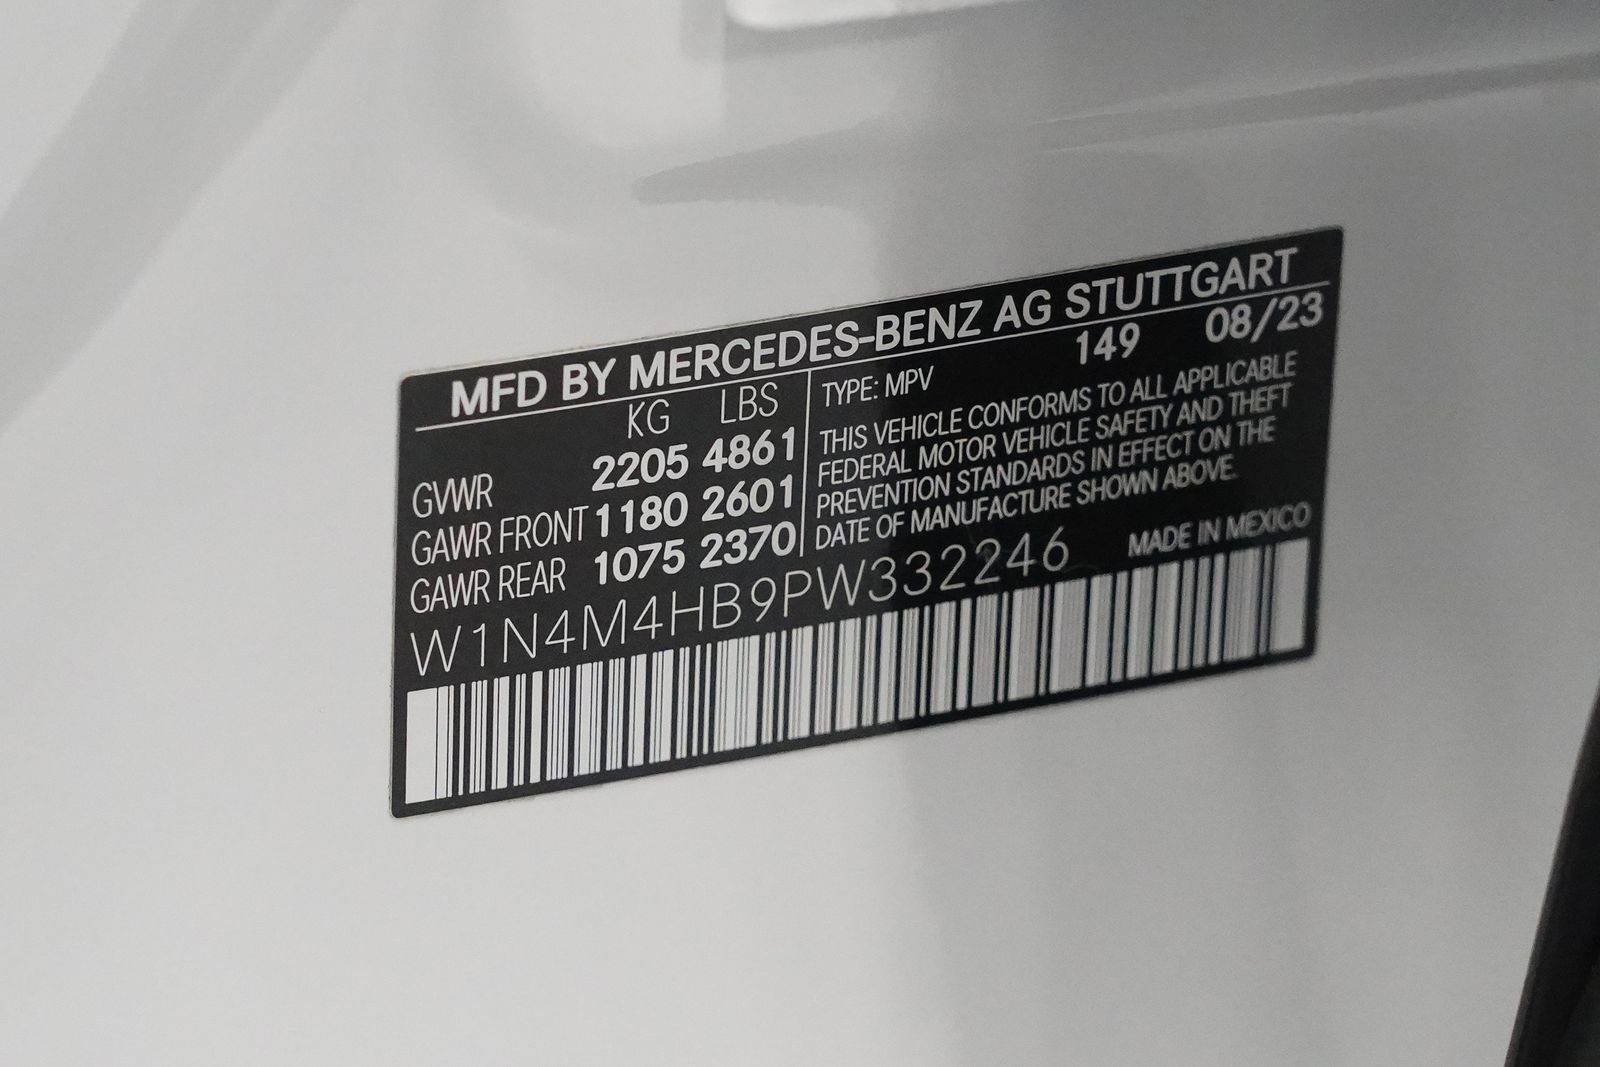 MFD BY MERCEDES-BENZ AG STUTTGART
KG LBS
GVWR 2205 4861
GAWR FRONT 1180 2601
GAWR REAR 1075 2370
149 08/23
TYPE: MPV
THIS VEHICLE CONFORMS TO ALL APPLICABLE
FEDERAL MOTOR VEHICLE SAFETY AND THEFT
PREVENTION STANDARDS IN EFFECT ON THE
DATE OF MANUFACTURE SHOWN ABOVE.
W1N4M4HB9PW332246
MADE IN MEXICO